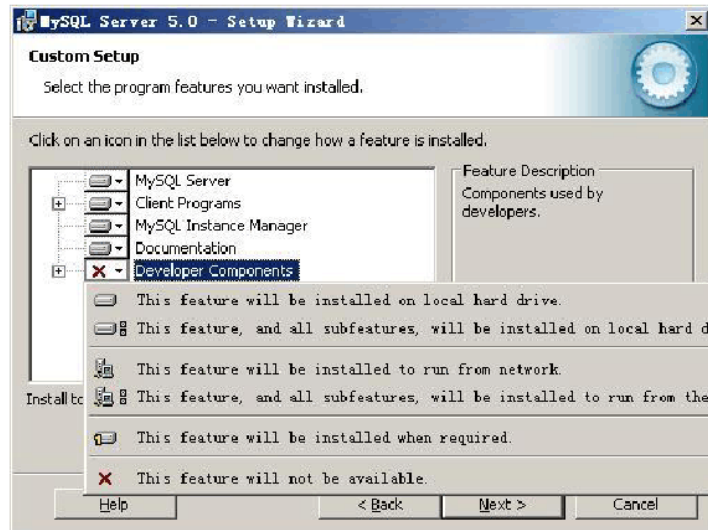 MySQL Server 5.0 - Setup Wizard
Custom Setup
Select the program features you want installed.
Click on an icon in the list below to change how a feature is installed.
MySQL Server
Client Programs
MySQL Instance Manager
Documentation
Developer Components
Feature Description
Components used by
developers.
This feature will be installed on local hard drive.
This feature, and all subfeatures, will be installed on local hard d
This feature will be installed to run from network.
Install to
This feature, and all subfeatures, will be installed to run from the
This feature will be installed when required.
This feature will not be available.
Help
< Back
Next >
Cancel